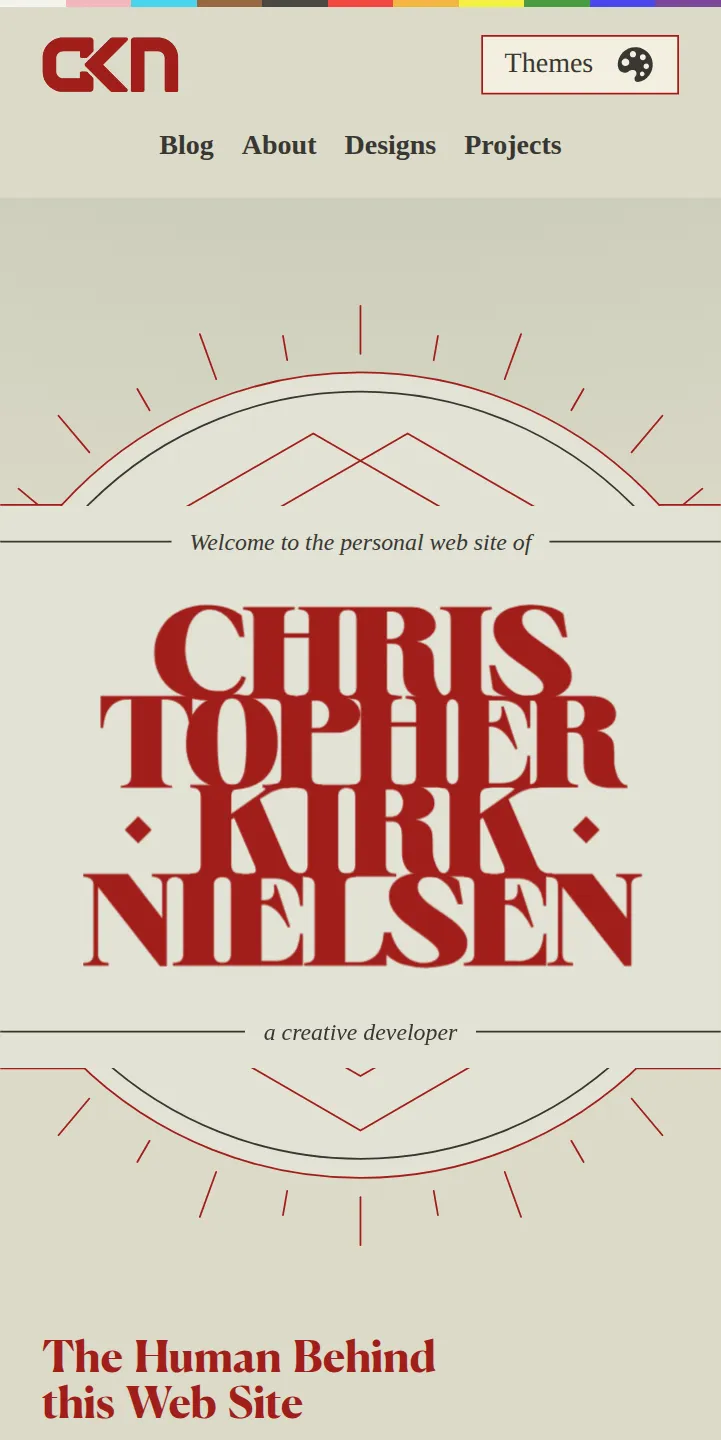 CKN
Themes
Blog About Designs Projects
Welcome to the personal web site of
CHRIS
TOPHER
• KIRK •
NIELSEN
a creative developer
The Human Behind
this Web Site